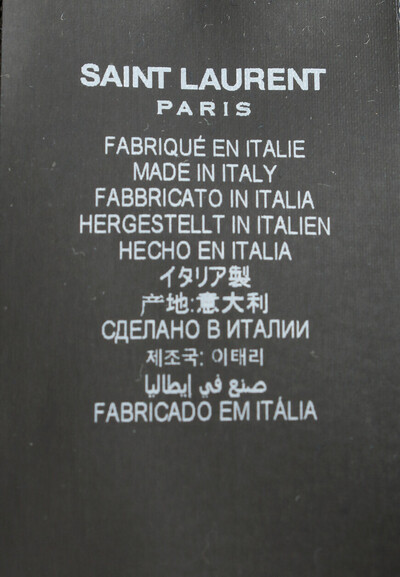 SAINT LAURENT
PARIS
FABRIQUÉ EN ITALIE
MADE IN ITALY
FABBRICATO IN ITALIA
HERGESTELLT IN ITALIEN
HECHO EN ITALIA
イタリア製
产地:意大利
СДЕЛАНО В ИТАЛИИ
제조국: 이태리
صنع في إيطاليا
FABRICADO EM ITÁLIA